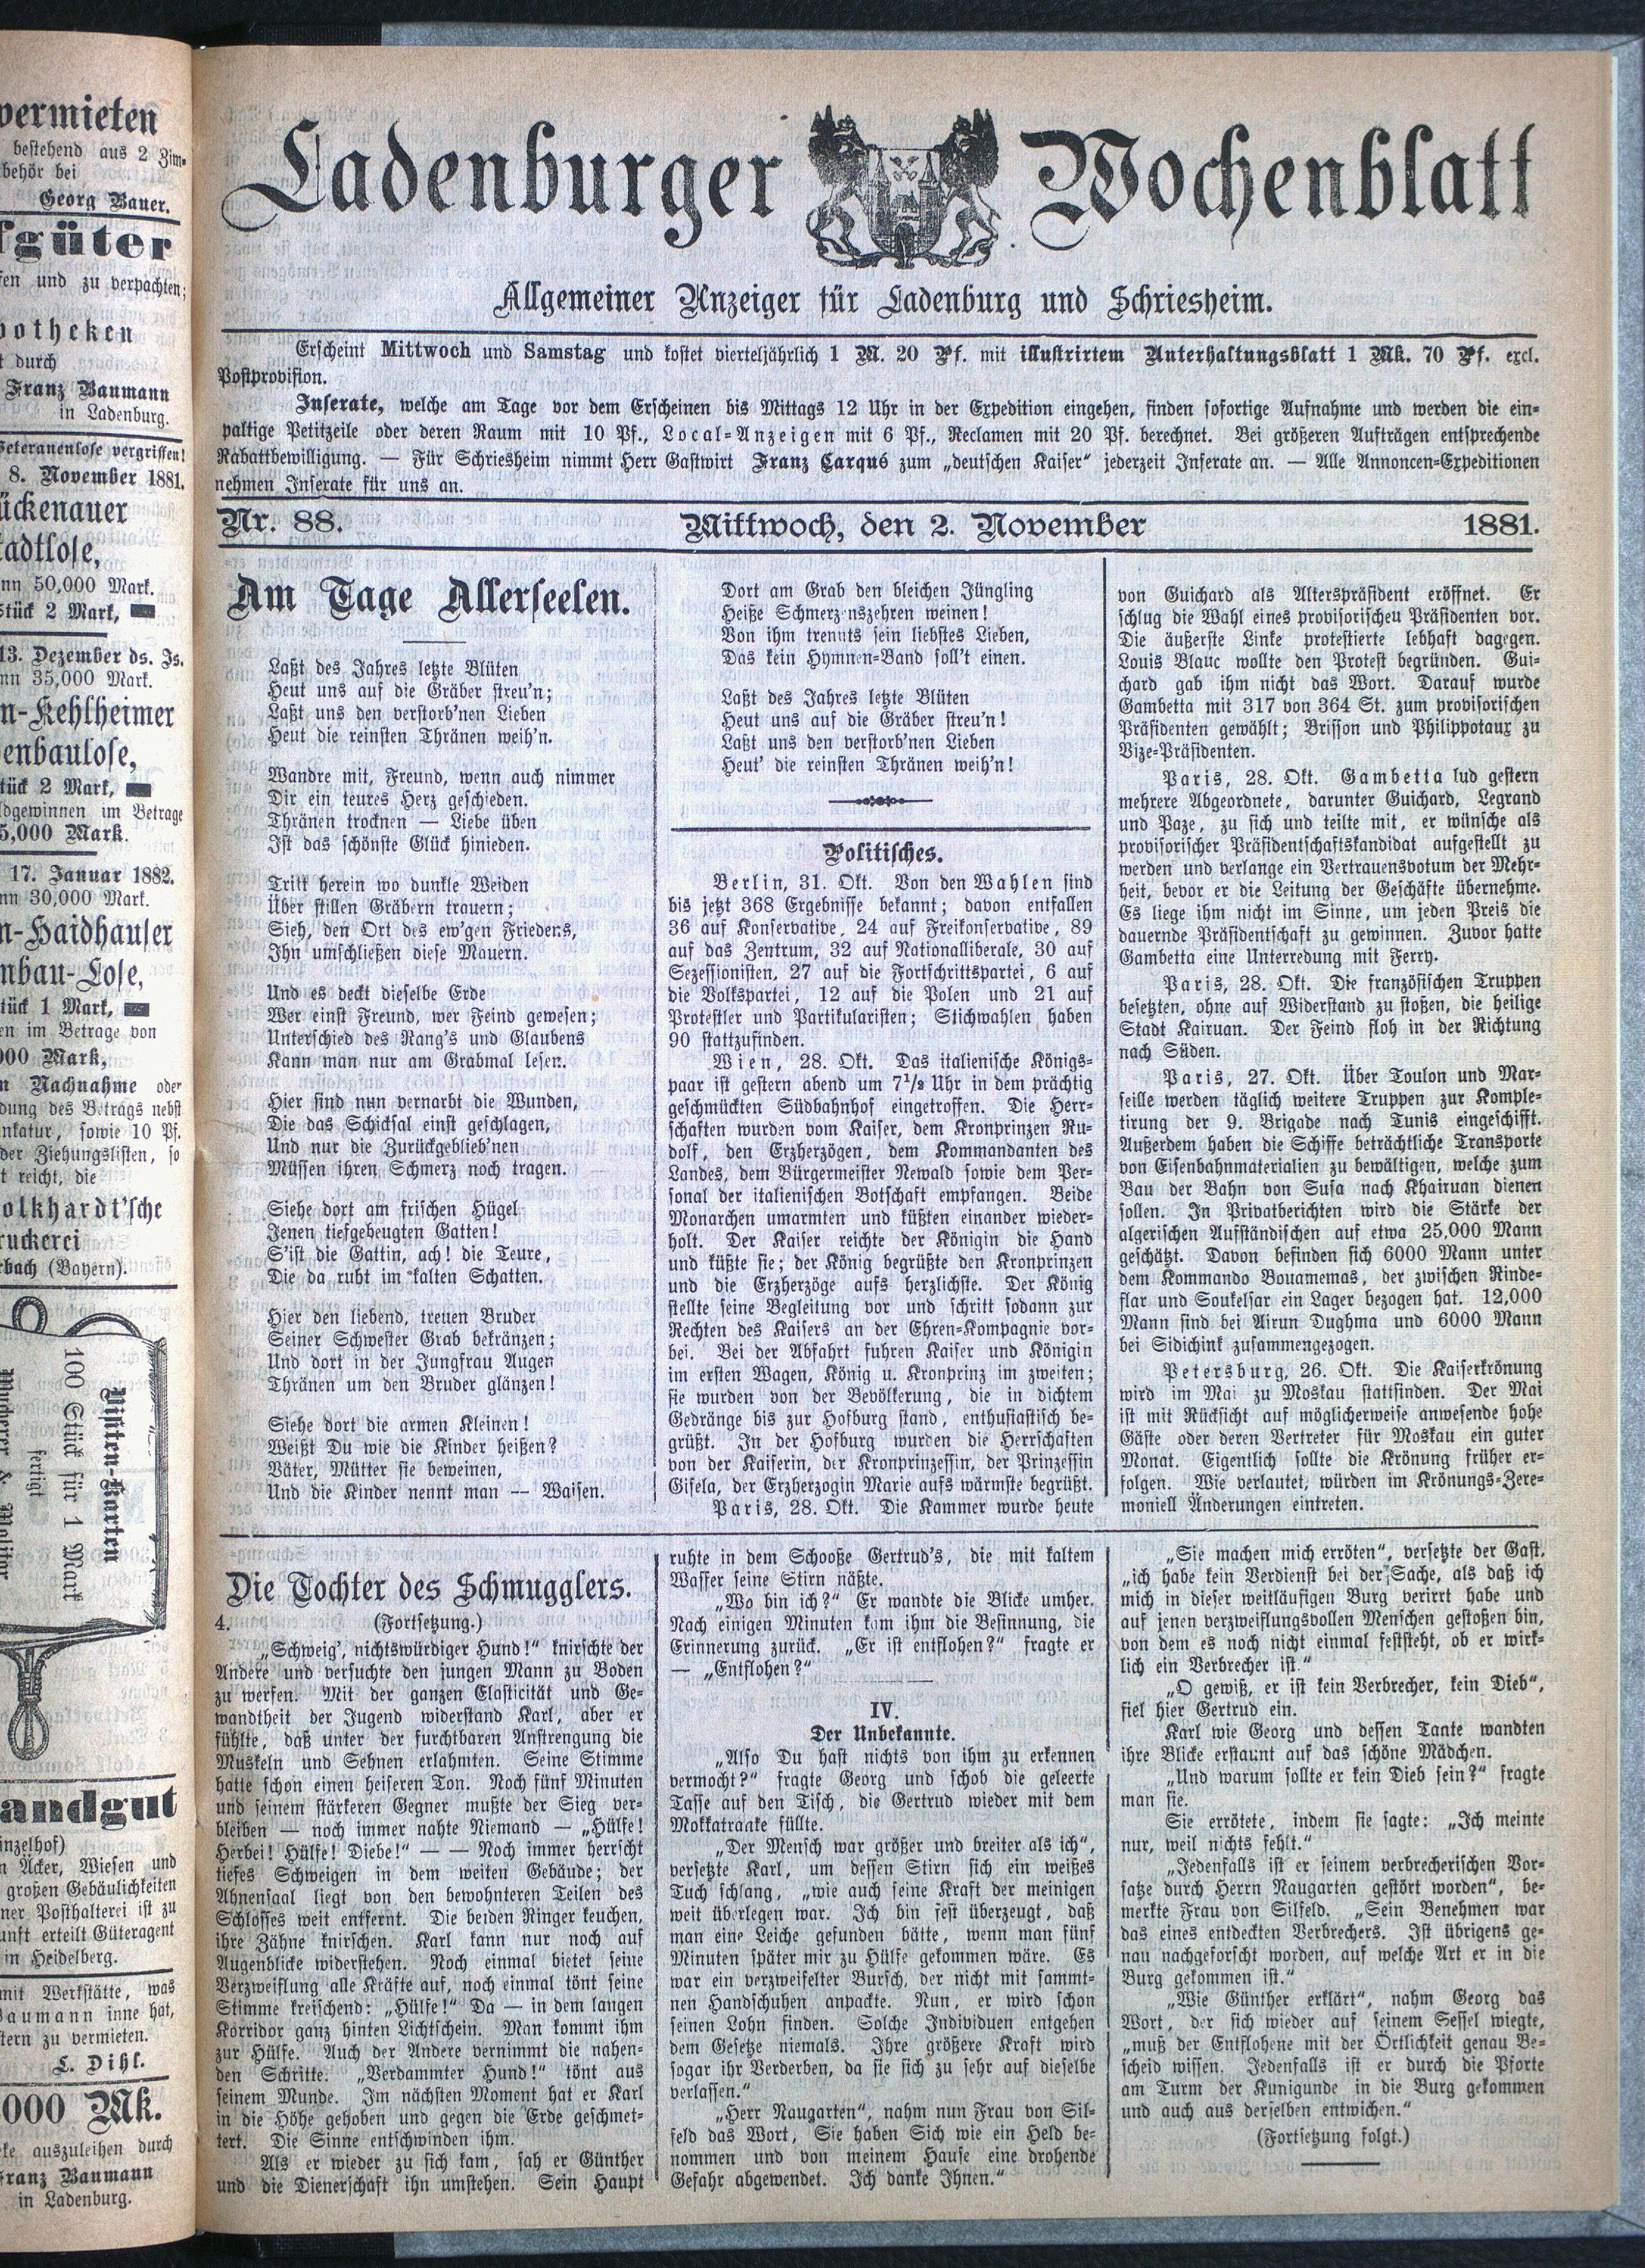 vermieten
bestehend aus 2 Zim-
behör bei
Georg Bauer.
fgüter
fen und zu verpachten;
potheken
t durch
Franz Baumann
in Ladenburg.
Veteranenlose vergriffen!
8. November 1881.
ückenauer
tadtlose,
nn 50,000 Mark.
Stück 2 Mark,
13. Dezember ds. Js.
nn 35,000 Mark.
n-Kehlheimer
enbaulose,
tück 2 Mark,
ldgewinnen im Betrage
5,000 Mark.
17. Januar 1882.
nn 30,000 Mark.
n-Haidhauser
nbau-Lose,
tück 1 Mark,
en im Betrage von
000 Mark,
n Nachnahme oder
dung des Betrags nebst
nkatur, sowie 10 Pf.
der Ziehungslisten, so
t reicht, die
olkhardt'sche
ruckerei
rbach (Bayern).
Visiten-Karten
100 Stück für 1 Mark
fertigt
andgut
inzelhof)
n Äcker, Wiesen und
großen Gebäulichkeiten
ner Posthalterei ist zu
unft erteilt Güteragent
in Heidelberg.
mit Werkstätte, was
Baumann inne hat,
stern zu vermieten.
L. Dihl.
000 Mk.
ke auszuleihen durch
Franz Baumann
in Ladenburg.
Ladenburger Wochenblatt
Allgemeiner Anzeiger für Ladenburg und Schriesheim.
Erscheint Mittwoch und Samstag und kostet vierteljährlich 1 M. 20 Pf. mit illustrirtem Unterhaltungsblatt 1 Mk. 70 Pf. excl.
Postprovision.
Inserate, welche am Tage vor dem Erscheinen bis Mittags 12 Uhr in der Expedition eingehen, finden sofortige Aufnahme und werden die ein-
paltige Petitzeile oder deren Raum mit 10 Pf., Local-Anzeigen mit 6 Pf., Reclamen mit 20 Pf. berechnet. Bei größeren Aufträgen entsprechende
Rabattbewilligung. — Für Schriesheim nimmt Herr Gastwirt Franz Carqué zum „deutschen Kaiser“ jederzeit Inserate an. — Alle Annoncen-Expeditionen
nehmen Inserate für uns an.
Nr. 88. Mittwoch, den 2. November 1881.
Am Tage Allerseelen.
Laßt des Jahres letzte Blüten
Heut uns auf die Gräber streu'n;
Laßt uns den verstorb'nen Lieben
Heut die reinsten Thränen weih'n.
Wandre mit, Freund, wenn auch nimmer
Dir ein teures Herz geschieden.
Thränen trocknen — Liebe üben
Ist das schönste Glück hinieden.
Tritt herein wo dunkle Weiden
Über stillen Gräbern trauern;
Sieh, den Ort des ew'gen Friedens,
Ihn umschließen diese Mauern.
Und es deckt dieselbe Erde
Wer einst Freund, wer Feind gewesen;
Unterschied des Rang's und Glaubens
Kann man nur am Grabmal lesen.
Hier sind nun vernarbt die Wunden,
Die das Schicksal einst geschlagen,
Und nur die Zurückgeblieb'nen
Müssen ihren Schmerz noch tragen.
Siehe dort am frischen Hügel
Jenen tiefgebeugten Gatten!
S'ist die Gattin, ach! die Teure,
Die da ruht im kalten Schatten.
Hier den liebend, treuen Bruder
Seiner Schwester Grab bekränzen;
Und dort in der Jungfrau Augen
Thränen um den Bruder glänzen!
Siehe dort die armen Kleinen!
Weißt Du wie die Kinder heißen?
Väter, Mütter sie beweinen,
Und die Kinder nennt man — Waisen.
Dort am Grab den bleichen Jüngling
Heiße Schmerz nszehren weinen!
Von ihm trennts sein liebstes Lieben,
Das kein Hymnen-Band soll't einen.
Laßt des Jahres letzte Blüten
Heut uns auf die Gräber streu'n!
Laßt uns den verstorb'nen Lieben
Heut' die reinsten Thränen weih'n!
Politisches.
Berlin, 31. Okt. Von den Wahlen sind
bis jetzt 368 Ergebnisse bekannt; davon entfallen
36 auf Konservative, 24 auf Freikonservative, 89
auf das Zentrum, 32 auf Nationalliberale, 30 auf
Sezessionisten, 27 auf die Fortschrittspartei, 6 auf
die Volkspartei, 12 auf die Polen und 21 auf
Protestler und Partikularisten; Stichwahlen haben
90 stattzufinden.
Wien, 28. Okt. Das italienische Königs-
paar ist gestern abend um 7½ Uhr in dem prächtig
geschmückten Südbahnhof eingetroffen. Die Herr-
schaften wurden vom Kaiser, dem Kronprinzen Ru-
dolf, den Erzherzögen, dem Kommandanten des
Landes, dem Bürgermeister Newald sowie dem Per-
sonal der italienischen Botschaft empfangen. Beide
Monarchen umarmten und küßten einander wieder-
holt. Der Kaiser reichte der Königin die Hand
und küßte sie; der König begrüßte den Kronprinzen
und die Erzherzöge aufs herzlichste. Der König
stellte seine Begleitung vor und schritt sodann zur
Rechten des Kaisers an der Ehren-Kompagnie vor-
bei. Bei der Abfahrt fuhren Kaiser und Königin
im ersten Wagen, König u. Kronprinz im zweiten;
sie wurden von der Bevölkerung, die in dichtem
Gedränge bis zur Hofburg stand, enthusiastisch be-
grüßt. In der Hofburg wurden die Herrschaften
von der Kaiserin, der Kronprinzessin, der Prinzessin
Gisela, der Erzherzogin Marie aufs wärmste begrüßt.
Paris, 28. Okt. Die Kammer wurde heute
von Guichard als Alterspräsident eröffnet. Er
schlug die Wahl eines provisorischen Präsidenten vor.
Die äußerste Linke protestierte lebhaft dagegen.
Louis Blauc wollte den Protest begründen. Gui-
chard gab ihm nicht das Wort. Darauf wurde
Gambetta mit 317 von 364 St. zum provisorischen
Präsidenten gewählt; Brisson und Philippotaux zu
Vize-Präsidenten.
Paris, 28. Okt. Gambetta lud gestern
mehrere Abgeordnete, darunter Guichard, Legrand
und Paze, zu sich und teilte mit, er wünsche als
provisorischer Präsidentschaftskandidat aufgestellt zu
werden und verlange ein Vertrauensvotum der Mehr-
heit, bevor er die Leitung der Geschäfte übernehme.
Es liege ihm nicht im Sinne, um jeden Preis die
dauernde Präsidentschaft zu gewinnen. Zuvor hatte
Gambetta eine Unterredung mit Ferry.
Paris, 28. Okt. Die französischen Truppen
besetzten, ohne auf Widerstand zu stoßen, die heilige
Stadt Kairuan. Der Feind floh in der Richtung
nach Süden.
Paris, 27. Okt. Über Toulon und Mar-
seille werden täglich weitere Truppen zur Komple-
tirung der 9. Brigade nach Tunis eingeschifft.
Außerdem haben die Schiffe beträchtliche Transporte
von Eisenbahnmaterialien zu bewältigen, welche zum
Bau der Bahn von Susa nach Khairuan dienen
sollen. In Privatberichten wird die Stärke der
algerischen Aufständischen auf etwa 25,000 Mann
geschätzt. Davon befinden sich 6000 Mann unter
dem Kommando Bouamemas, der zwischen Rinde-
flar und Soukelsar ein Lager bezogen hat. 12,000
Mann sind bei Airun Dughma und 6000 Mann
bei Sidichink zusammengezogen.
Petersburg, 26. Okt. Die Kaiserkrönung
wird im Mai zu Moskau stattfinden. Der Mai
ist mit Rücksicht auf möglicherweise anwesende hohe
Gäste oder deren Vertreter für Moskau ein guter
Monat. Eigentlich sollte die Krönung früher er-
folgen. Wie verlautet, würden im Krönungs-Zere-
moniell Änderungen eintreten.
Die Tochter des Schmugglers.
4. (Fortsetzung.)
„Schweig', nichtswürdiger Hund!“ knirschte der
Andere und versuchte den jungen Mann zu Boden
zu werfen. Mit der ganzen Elasticität und Ge-
wandtheit der Jugend widerstand Karl, aber er
fühlte, daß unter der furchtbaren Anstrengung die
Muskeln und Sehnen erlahmten. Seine Stimme
hatte schon einen heiseren Ton. Noch fünf Minuten
und seinem stärkeren Gegner mußte der Sieg ver-
bleiben — noch immer nahte Niemand — „Hülfe!
Herbei! Hülfe! Diebe!“ — — Noch immer herrscht
tiefes Schweigen in dem weiten Gebäude; der
Ahnensaal liegt von den bewohnteren Teilen des
Schlosses weit entfernt. Die beiden Ringer keuchen,
ihre Zähne knirschen. Karl kann nur noch auf
Augenblicke widerstehen. Noch einmal bietet seine
Verzweiflung alle Kräfte auf, noch einmal tönt seine
Stimme kreischend: „Hülfe!“ Da — in dem langen
Korridor ganz hinten Lichtschein. Man kommt ihm
zur Hülfe. Auch der Andere vernimmt die nahen-
den Schritte. „Verdammter Hund!“ tönt aus
seinem Munde. Im nächsten Moment hat er Karl
in die Höhe gehoben und gegen die Erde geschmet-
tert. Die Sinne entschwinden ihm.
Als er wieder zu sich kam, sah er Günther
und die Dienerschaft ihn umstehen. Sein Haupt
ruhte in dem Schooße Gertrud's, die mit kaltem
Wasser seine Stirn näßte.
„Wo bin ich?“ Er wandte die Blicke umher.
Nach einigen Minuten kam ihm die Besinnung, die
Erinnerung zurück. „Er ist entflohen?“ fragte er
— „Entflohen?“
IV.
Der Unbekannte.
„Also Du hast nichts von ihm zu erkennen
vermocht?“ fragte Georg und schob die geleerte
Tasse auf den Tisch, die Gertrud wieder mit dem
Mokkatranke füllte.
„Der Mensch war größer und breiter als ich“,
versetzte Karl, um dessen Stirn sich ein weißes
Tuch schlang, „wie auch seine Kraft der meinigen
weit überlegen war. Ich bin fest überzeugt, daß
man eine Leiche gefunden hätte, wenn man fünf
Minuten später mir zu Hülfe gekommen wäre. Es
war ein verzweifelter Bursch, der nicht mit sammt-
nen Handschuhen anpackte. Nun, er wird schon
seinen Lohn finden. Solche Individuen entgehen
dem Gesetze niemals. Ihre größere Kraft wird
sogar ihr Verderben, da sie sich zu sehr auf dieselbe
verlassen.“
„Herr Naugarten“, nahm nun Frau von Sil-
feld das Wort, Sie haben Sich wie ein Held be-
nommen und von meinem Hause eine drohende
Gefahr abgewendet. Ich danke Ihnen.“
„Sie machen mich erröten“, versetzte der Gast.
„ich habe kein Verdienst bei der Sache, als daß ich
mich in dieser weitläufigen Burg verirrt habe und
auf jenen verzweiflungsvollen Menschen gestoßen bin,
von dem es noch nicht einmal feststeht, ob er wirk-
lich ein Verbrecher ist.“
„O gewiß, er ist kein Verbrecher, kein Dieb“,
fiel hier Gertrud ein.
Karl wie Georg und dessen Tante wandten
ihre Blicke erstaunt auf das schöne Mädchen.
„Und warum sollte er kein Dieb sein?“ fragte
man sie.
Sie errötete, indem sie sagte: „Ich meinte
nur, weil nichts fehlt.“
„Jedenfalls ist er seinem verbrecherischen Vor-
satze durch Herrn Naugarten gestört worden“, be-
merkte Frau von Silfeld. „Sein Benehmen war
das eines entdeckten Verbrechers. Ist übrigens ge-
nau nachgeforscht worden, auf welche Art er in die
Burg gekommen ist.“
„Wie Günther erklärt“, nahm Georg das
Wort, der sich wieder auf seinem Sessel wiegte,
„muß der Entflohene mit der Örtlichkeit genau Be-
scheid wissen. Jedenfalls ist er durch die Pforte
am Turm der Kunigunde in die Burg gekommen
und auch aus derselben entwichen.“
(Fortsetzung folgt.)